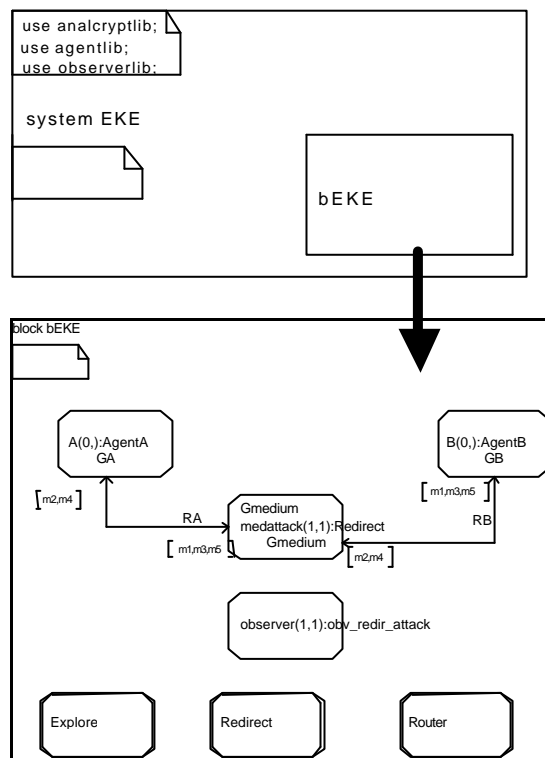 use analcryptlib;
use agentlib;
use observerlib;
system EKE
bEKE
block bEKE
A(0,):AgentA
GA
B(0,):AgentB
GB
[m2,m4]
[m1,m3,m5]
RA
RB
Gmedium
medattack(1,1):Redirect
Gmedium
[m1,m3,m5]
[m2,m4]
observer(1,1):obv_redir_attack
Explore
Redirect
Router